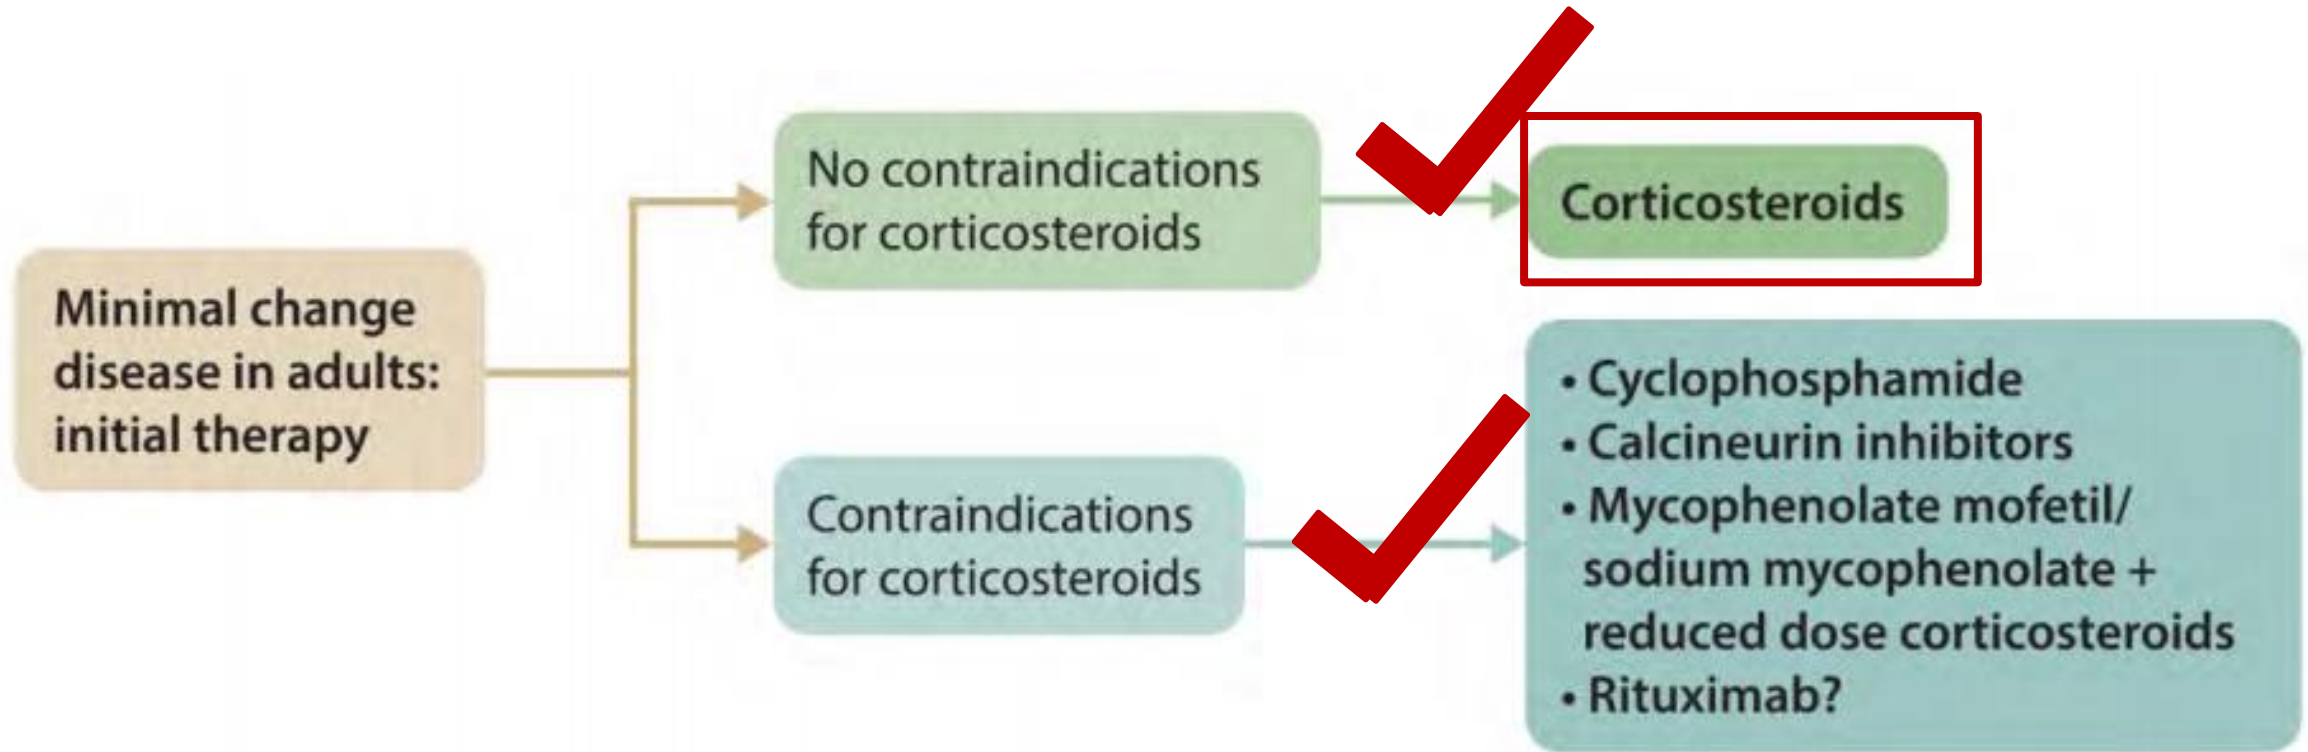 Minimal change
disease in adults:
initial therapy
No contraindications
for corticosteroids
Corticosteroids
Contraindications
for corticosteroids
• Cyclophosphamide
• Calcineurin inhibitors
• Mycophenolate mofetil/
sodium mycophenolate +
reduced dose corticosteroids
• Rituximab?